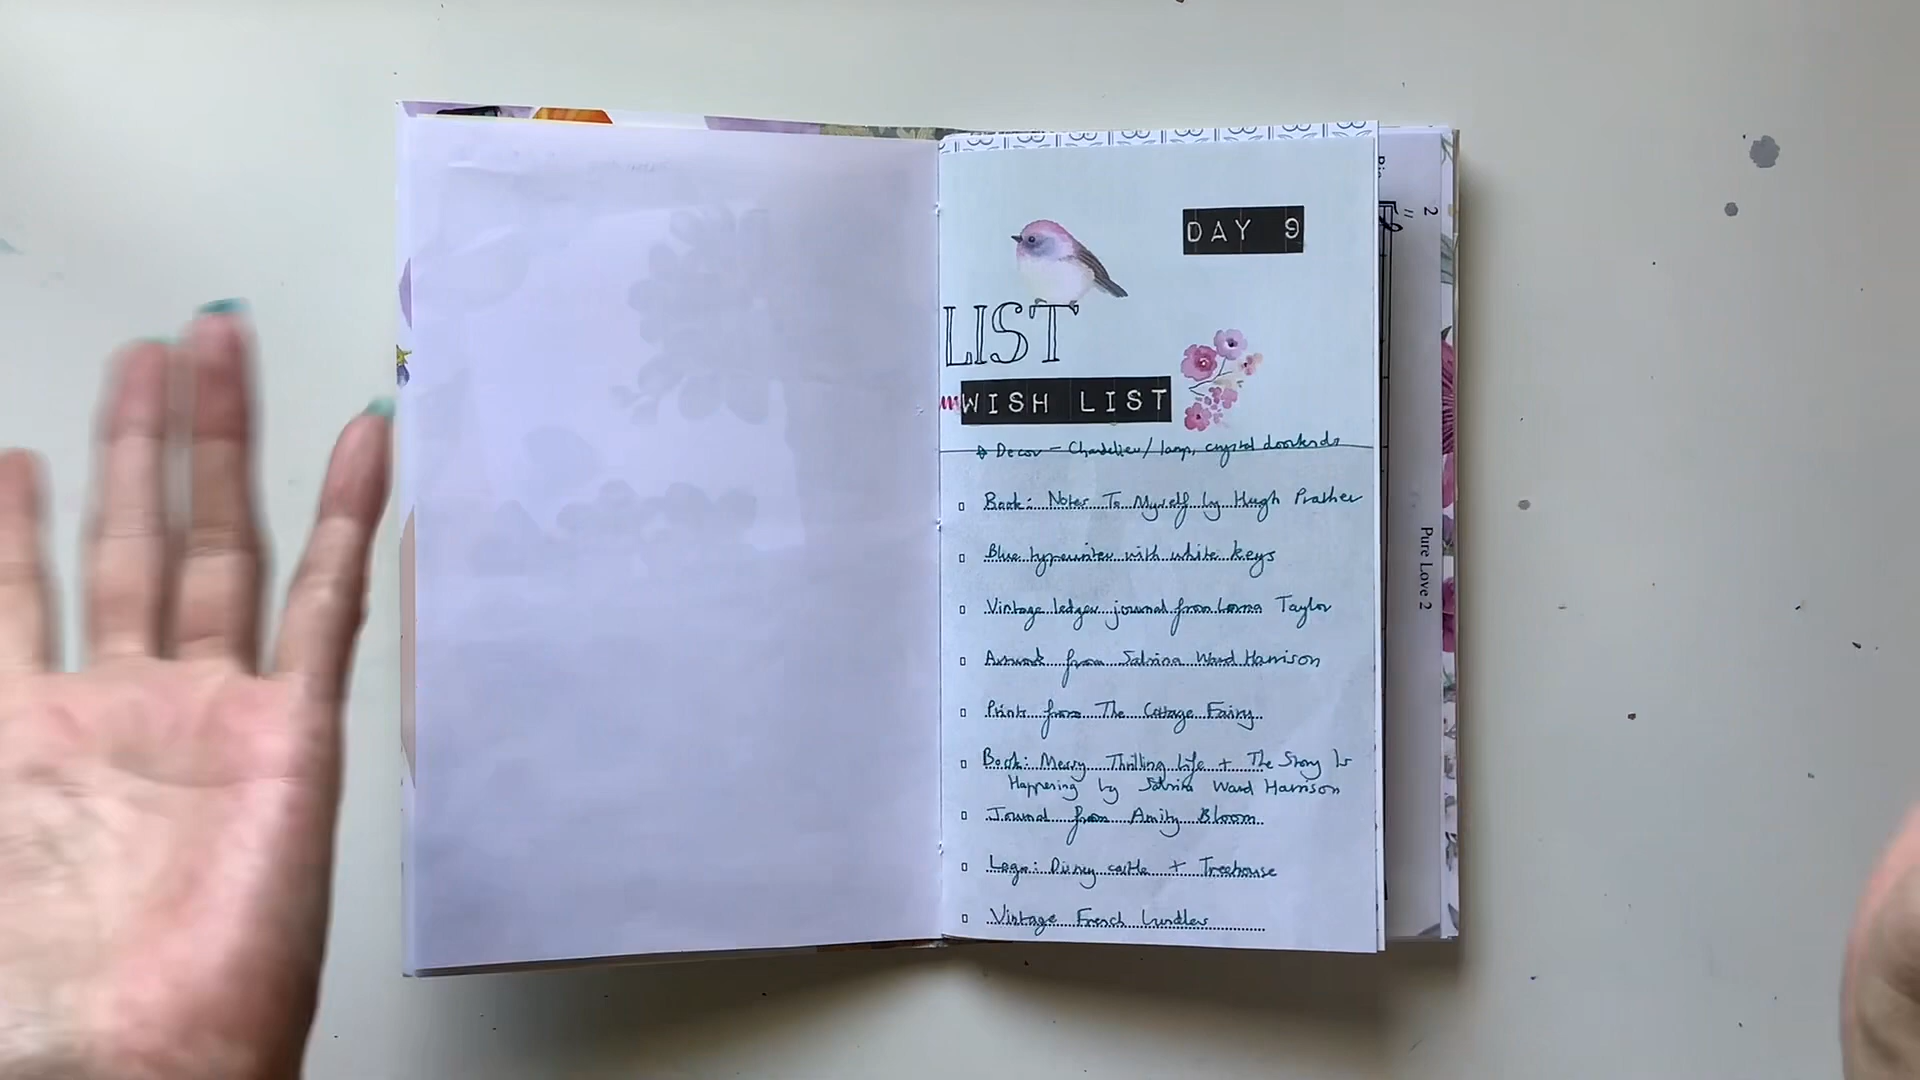 DAY 9
LIST
WISH LIST
Decor - Chandelier / lamp, crystal doorknobs
Book: Notes To Myself by Hugh Prather
Blue typewriter with white keys
Vintage ledger journal from Lorna Taylor
Artwork from Sabrina Ward Harrison
Prints from The Cottage Fairy
Book: Messy Thrilling Life + The Story Is
Happening by Sabrina Ward Harrison
Journal from Amity Bloom
Lego: Disney castle + Treehouse
Vintage French bundles
2
Pure Love 2